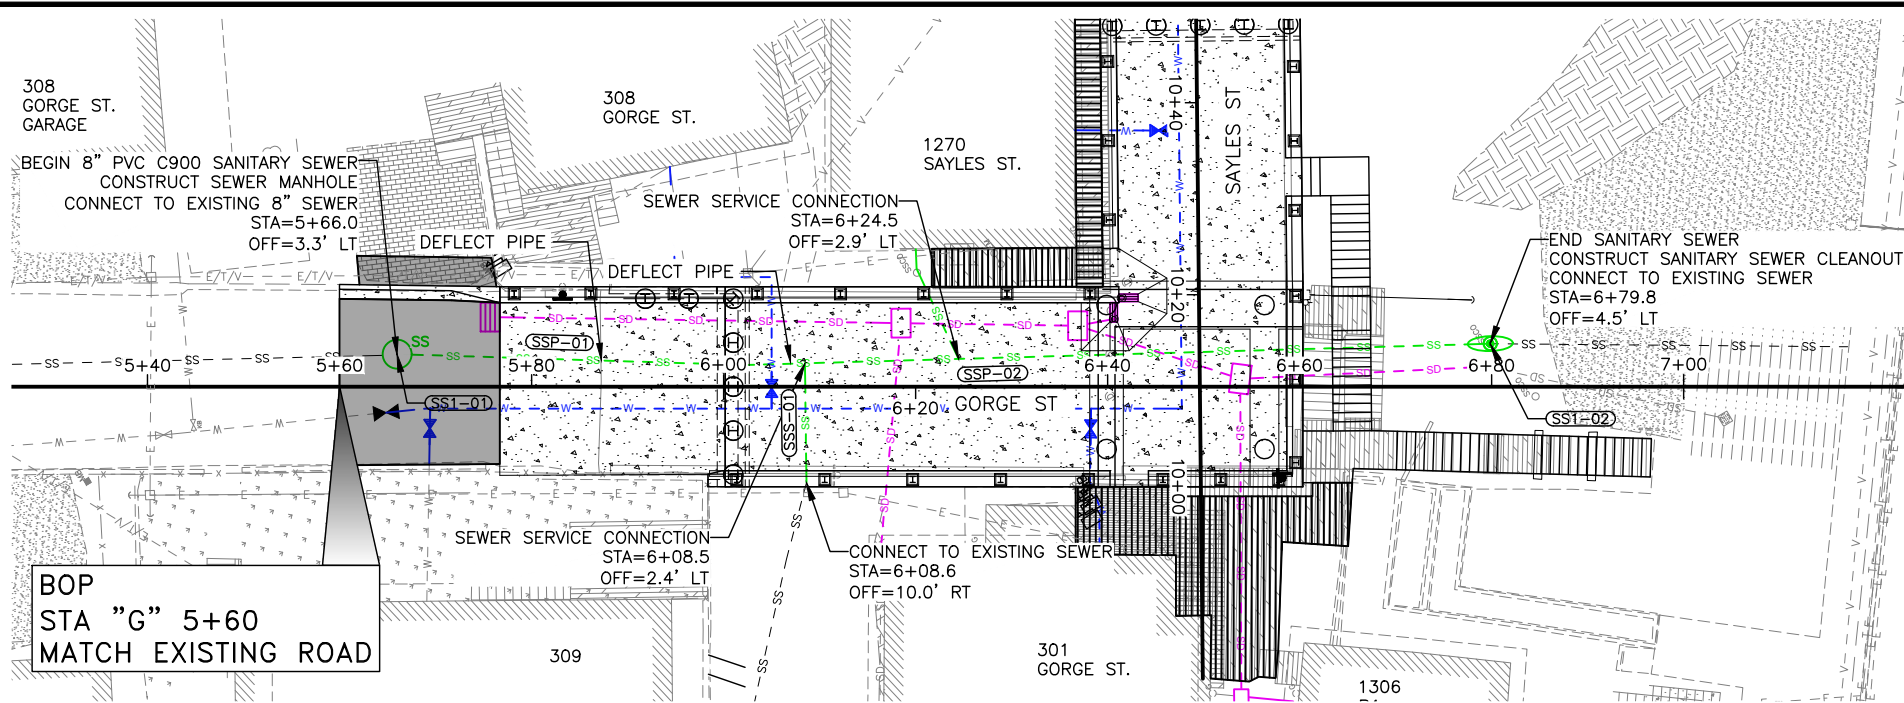 308
GORGE ST.
GARAGE
308
GORGE ST.
1270
SAYLES ST.
SAYLES ST
10+40
10+20
10+00
BEGIN 8" PVC C900 SANITARY SEWER
CONSTRUCT SEWER MANHOLE
CONNECT TO EXISTING 8" SEWER
STA=5+66.0
OFF=3.3' LT
DEFLECT PIPE
DEFLECT PIPE
SEWER SERVICE CONNECTION
STA=6+24.5
OFF=2.9' LT
END SANITARY SEWER
CONSTRUCT SANITARY SEWER CLEANOUT
CONNECT TO EXISTING SEWER
STA=6+79.8
OFF=4.5' LT
SS
SSP-01
SSP-02
SS1-01
SS1-02
SSS-01
5+40
5+60
5+80
6+00
6+20
GORGE ST
6+40
6+60
6+80
7+00
SEWER SERVICE CONNECTION
STA=6+08.5
OFF=2.4' LT
CONNECT TO EXISTING SEWER
STA=6+08.6
OFF=10.0' RT
BOP
STA "G" 5+60
MATCH EXISTING ROAD
309
301
GORGE ST.
1306